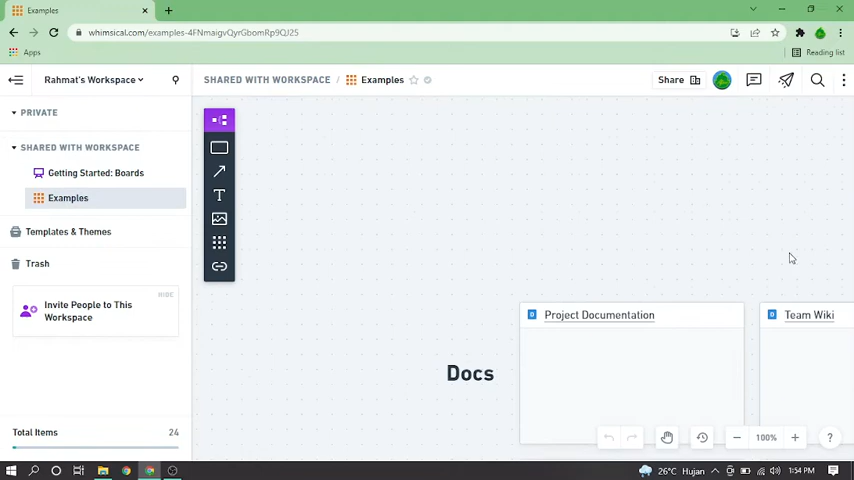 Examples
whimsical.com/examples-4FNmaigvQyrGbomRp9QJ25
Apps
Reading list
Rahmat's Workspace
SHARED WITH WORKSPACE / Examples
Share
PRIVATE
SHARED WITH WORKSPACE
Getting Started: Boards
Examples
Templates & Themes
Trash
HIDE
Invite People to This
Workspace
Project Documentation
Team Wiki
Docs
Total Items 24
100%
?
26°C Hujan
1:54 PM